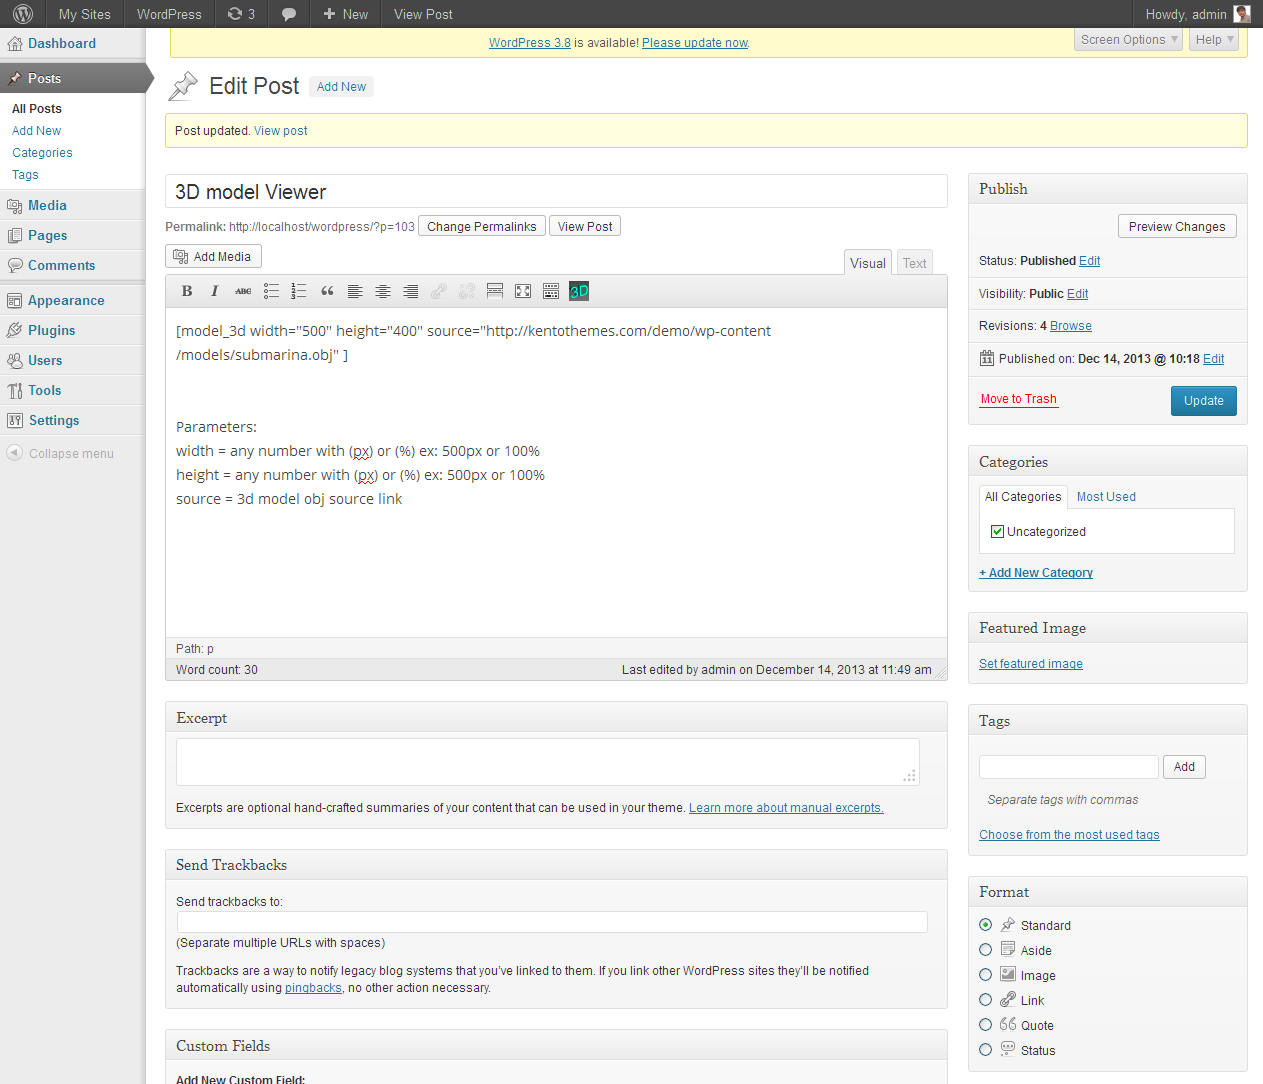 My Sites
WordPress
3
New
View Post
Howdy, admin
Dashboard
Posts
All Posts
Add New
Categories
Tags
Media
Pages
Comments
Appearance
Plugins
Users
Tools
Settings
Collapse menu
WordPress 3.8 is available! Please update now.
Screen Options
Help
Edit Post
Add New
Post updated. View post
3D model Viewer
Permalink: http://localhost/wordpress/?p=103
Change Permalinks
View Post
Add Media
Visual
Text
B
I
ABC
3D
[model_3d width="500" height="400" source="http://kentothemes.com/demo/wp-content
/models/submarina.obj" ]
Parameters:
width = any number with (px) or (%) ex: 500px or 100%
height = any number with (px) or (%) ex: 500px or 100%
source = 3d model obj source link
Path: p
Word count: 30
Last edited by admin on December 14, 2013 at 11:49 am
Excerpt
Excerpts are optional hand-crafted summaries of your content that can be used in your theme. Learn more about manual excerpts.
Send Trackbacks
Send trackbacks to:
(Separate multiple URLs with spaces)
Trackbacks are a way to notify legacy blog systems that you've linked to them. If you link other WordPress sites they'll be notified
automatically using pingbacks, no other action necessary.
Custom Fields
Add New Custom Field:
Publish
Preview Changes
Status: Published Edit
Visibility: Public Edit
Revisions: 4 Browse
11
Published on: Dec 14, 2013 @ 10:18 Edit
Move to Trash
Update
Categories
All Categories
Most Used
Uncategorized
+ Add New Category
Featured Image
Set featured image
Tags
Add
Separate tags with commas
Choose from the most used tags
Format
Standard
Aside
Image
Link
Quote
Status